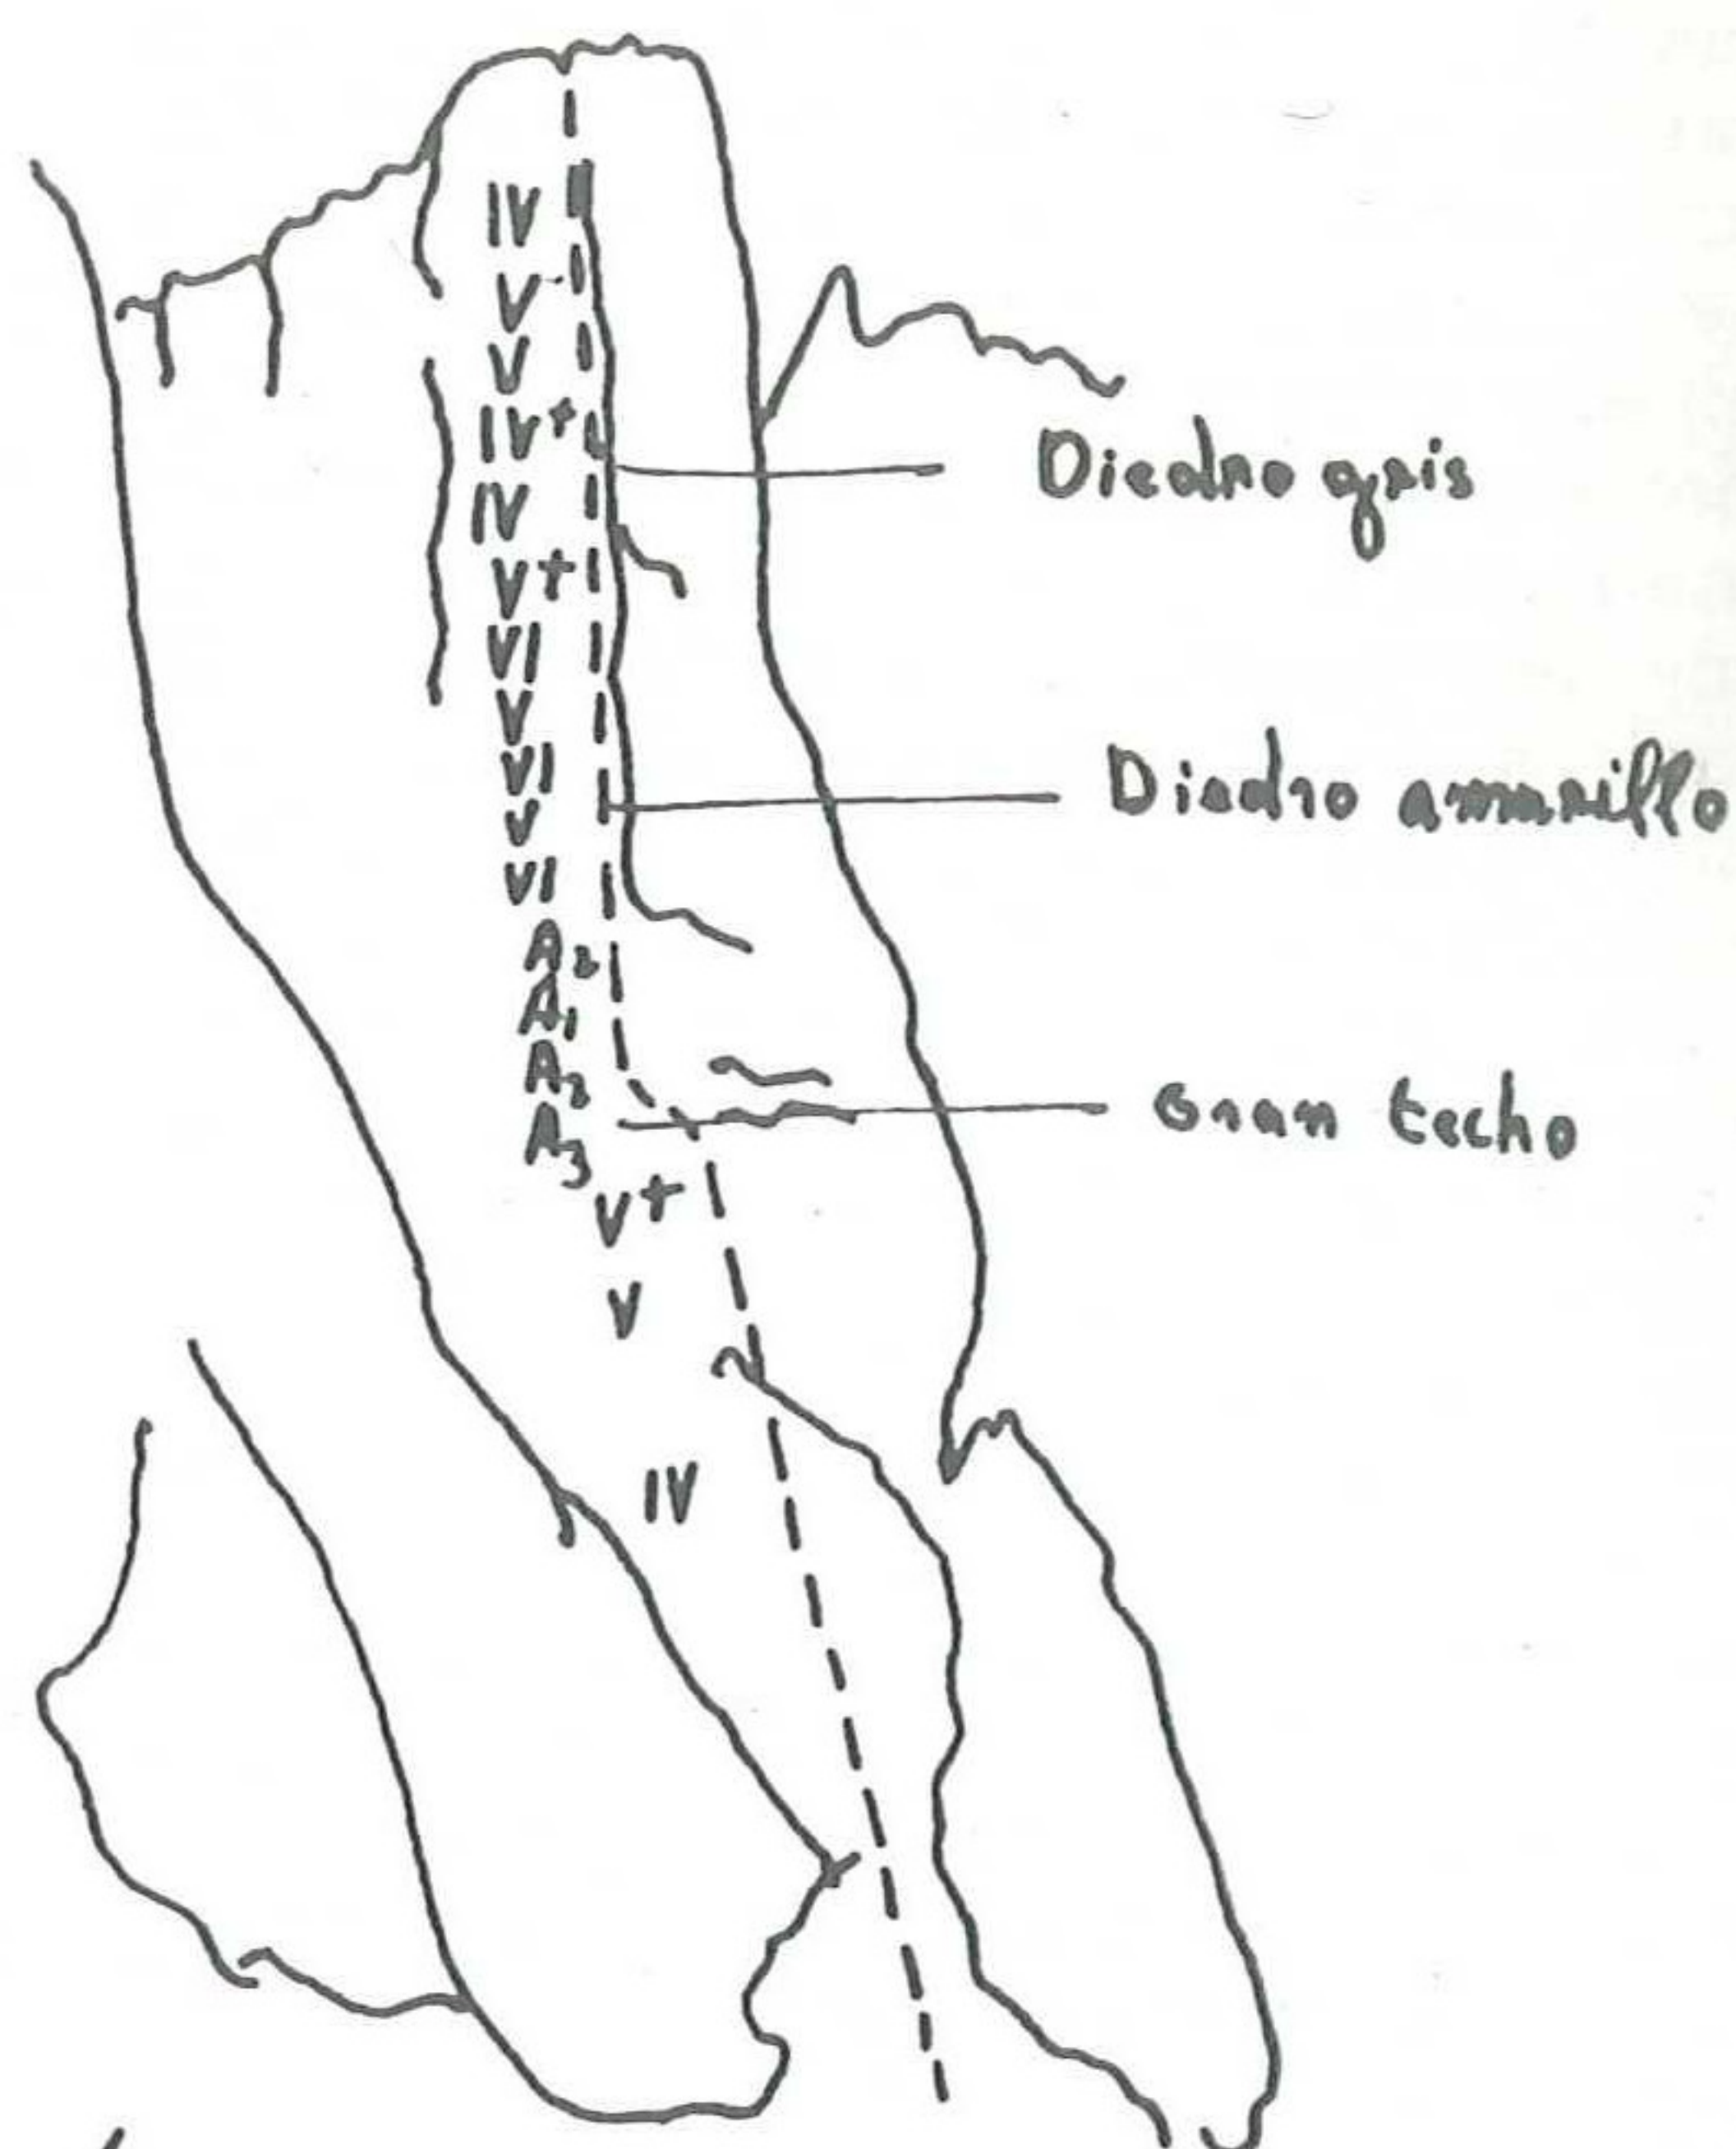 IV
V
V
IV+
Diedro gris
IV
V+
VI
V
VI
Diedro amarillo
V
VI
A2
A1
A2
Gran techo
A3
V+
V
IV